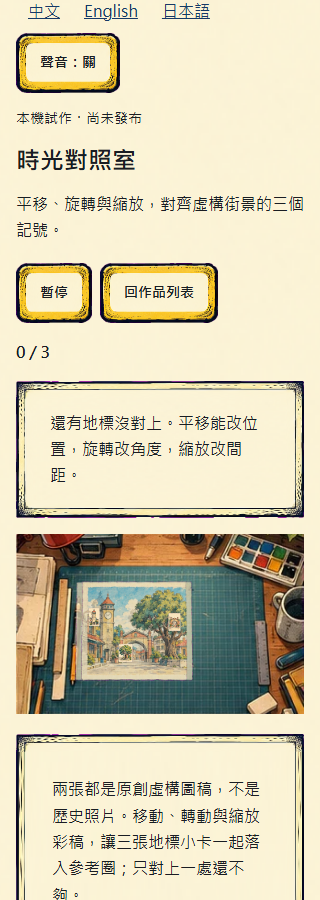 中文 English 日本語
聲音：關
本機試作・尚未發布
時光對照室
平移、旋轉與縮放，對齊虛構街景的三個
記號。
暫停 回作品列表
0 / 3
還有地標沒對上。平移能改位
置，旋轉改角度，縮放改間
距。
兩張都是原創虛構圖稿，不是
歷史照片。移動、轉動與縮放
彩稿，讓三張地標小卡一起落
入參考圈；只對上一處還不
夠。